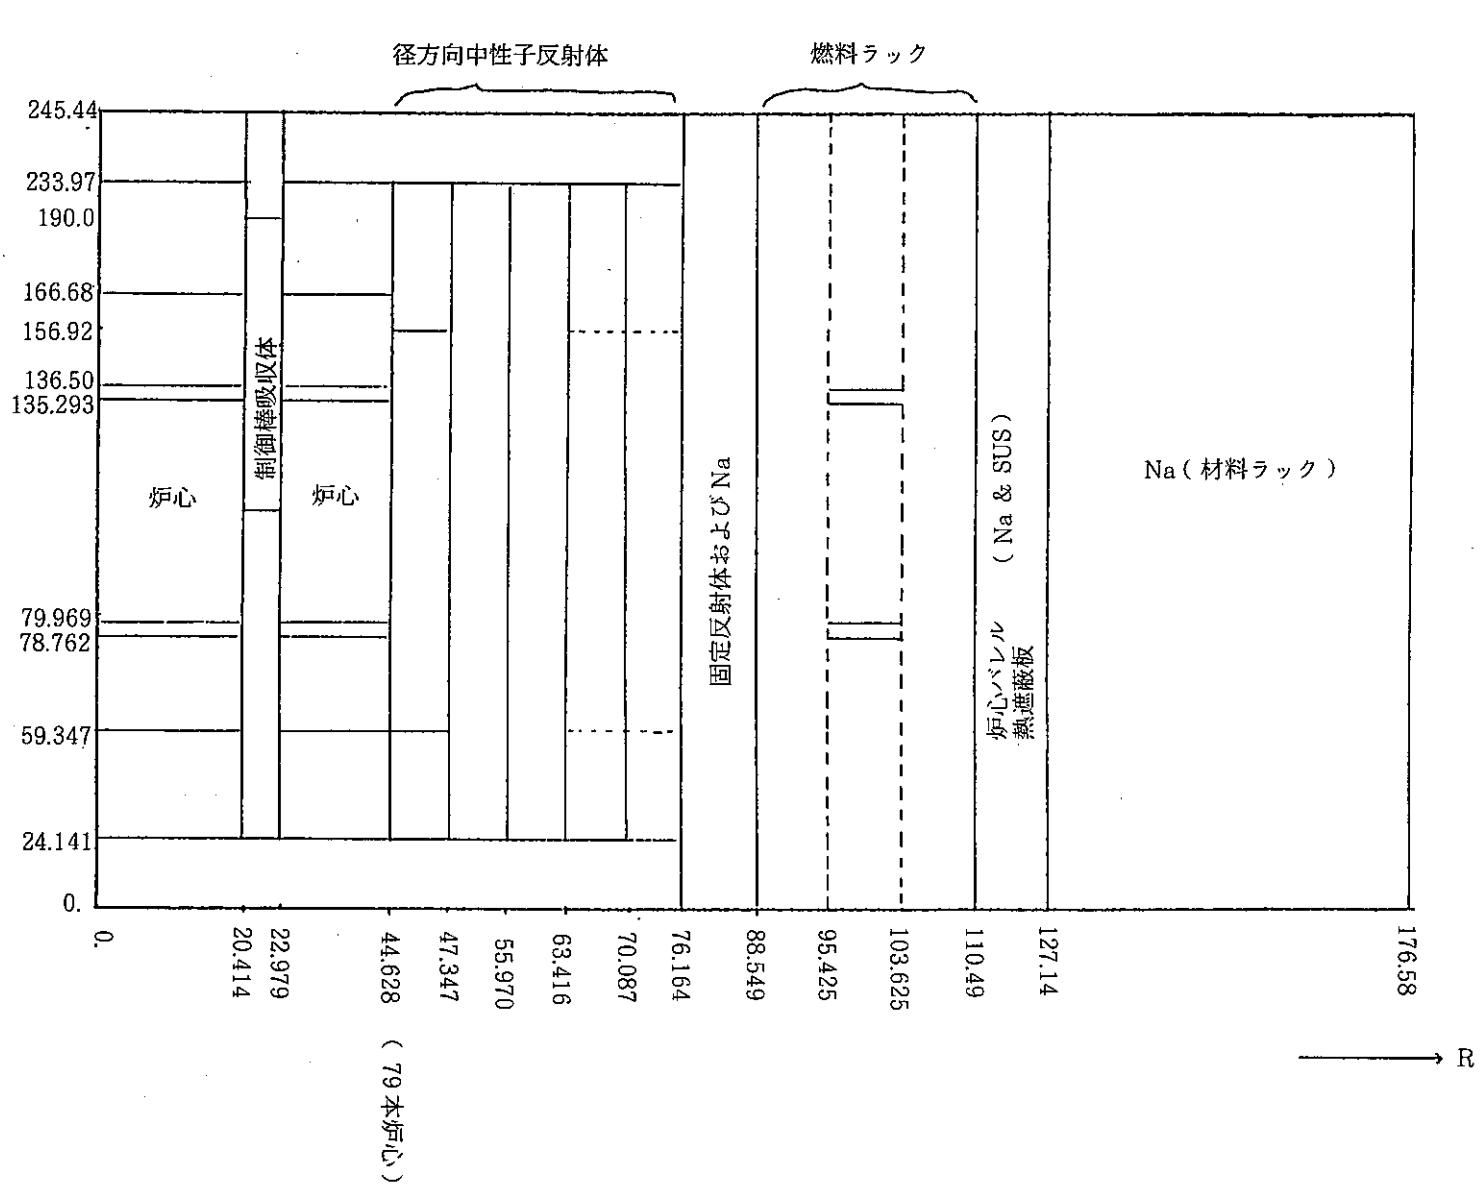 径方向中性子反射体
燃料ラック
245.44
233.97
190.0
166.68
156.92
136.50
135.293
79.969
78.762
59.347
24.141
0.
炉心
制御棒吸収体
炉心
固定反射体およびNa
炉心バレル
熱遮蔽板
( Na & SUS )
Na ( 材料ラック )
0.
20.414
22.979
44.628
47.347
55.970
63.416
70.087
76.164
88.549
95.425
103.625
110.49
127.14
176.58
( 79本炉心 )
R